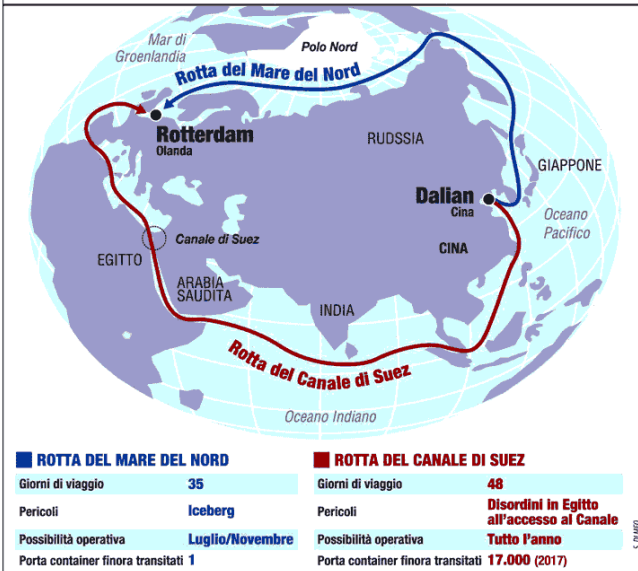 Mar di
Groenlandia
Polo Nord
Rotta del Mare del Nord
Rotterdam
Olanda
RUDSSIA
GIAPPONE
Dalian
Cina
Oceano
Pacifico
Canale di Suez
EGITTO
CINA
ARABIA
SAUDITA
INDIA
Rotta del Canale di Suez
Oceano Indiano
ROTTA DEL MARE DEL NORD
Giorni di viaggio 35
Pericoli Iceberg
Possibilità operativa Luglio/Novembre
Porta container finora transitati 1
ROTTA DEL CANALE DI SUEZ
Giorni di viaggio 48
Pericoli Disordini in Egitto
all'accesso al Canale
Possibilità operativa Tutto l'anno
Porta container finora transitati 17.000 (2017)